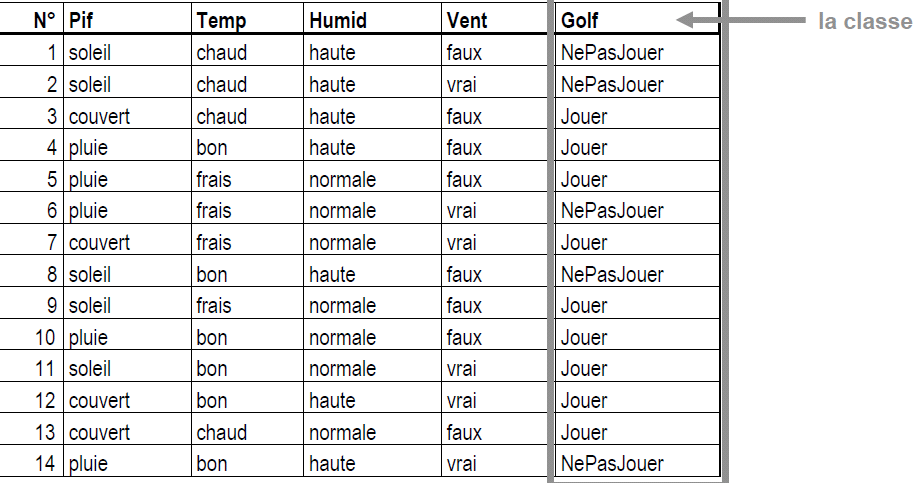 N° Pif Temp Humid Vent Golf la classe
1 soleil chaud haute faux NePasJouer
2 soleil chaud haute vrai NePasJouer
3 couvert chaud haute faux Jouer
4 pluie bon haute faux Jouer
5 pluie frais normale faux Jouer
6 pluie frais normale vrai NePasJouer
7 couvert frais normale vrai Jouer
8 soleil bon haute faux NePasJouer
9 soleil frais normale faux Jouer
10 pluie bon normale faux Jouer
11 soleil bon normale vrai Jouer
12 couvert bon haute vrai Jouer
13 couvert chaud normale faux Jouer
14 pluie bon haute vrai NePasJouer